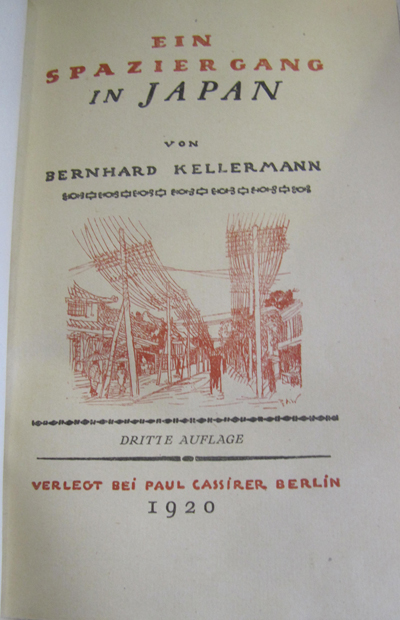 EIN
SPAZIERGANG
IN JAPAN
VON
BERNHARD KELLERMANN
DRITTE AUFLAGE
VERLEGT BEI PAUL CASSIRER BERLIN
1920